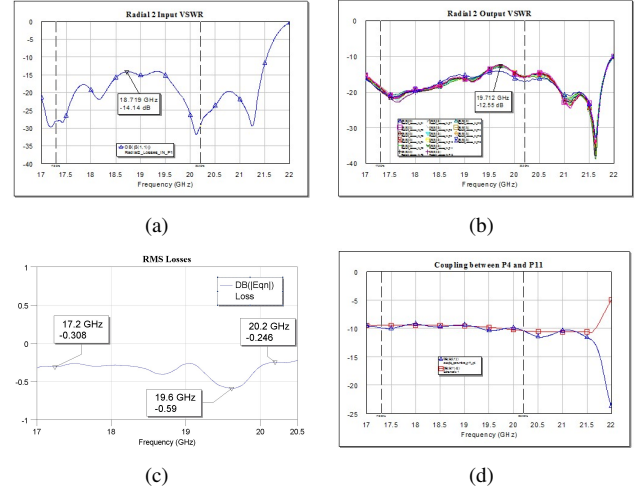 Radial 2 Input VSWR
0
-5
-10
-15
-20
-25
-30
-35
-40
18.719 GHz
-14.14 dB
17 17.5 18 18.5 19 19.5 20 20.5 21 21.5 22
Frequency (GHz)
(a)
Radial 2 Output VSWR
0
-10
-20
-30
-40
19.712 GHz
-12.55 dB
17 17.5 18 18.5 19 19.5 20 20.5 21 21.5 22
Frequency (GHz)
(b)
RMS Losses
1
0.5
0
-0.5
-1
DB(|Eqn|)
Loss
17.2 GHz
-0.308
20.2 GHz
-0.246
19.6 GHz
-0.59
17 18 19 20 20.5
Frequency (GHz)
(c)
Coupling between P4 and P11
0
-5
-10
-15
-20
-25
17 17.5 18 18.5 19 19.5 20 20.5 21 21.5 22
Frequency (GHz)
(d)